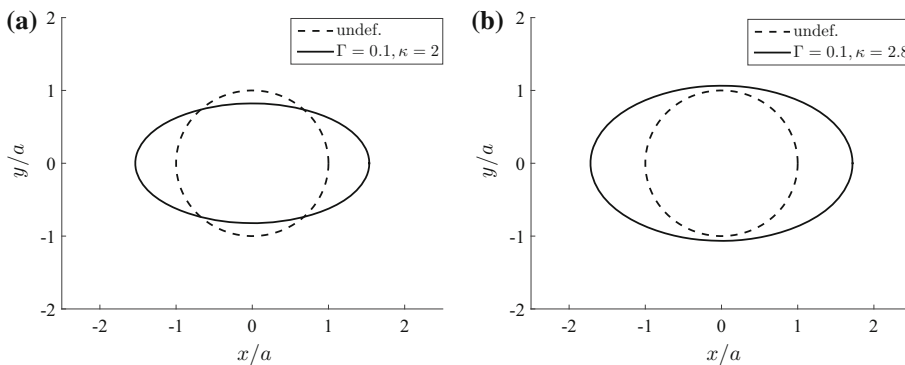 (a)
undef.
Γ = 0.1, κ = 2
2
1
0
-1
-2
y/a
-2 -1 0 1 2
x/a
(b)
undef.
Γ = 0.1, κ = 2.8
2
1
0
-1
-2
y/a
-2 -1 0 1 2
x/a